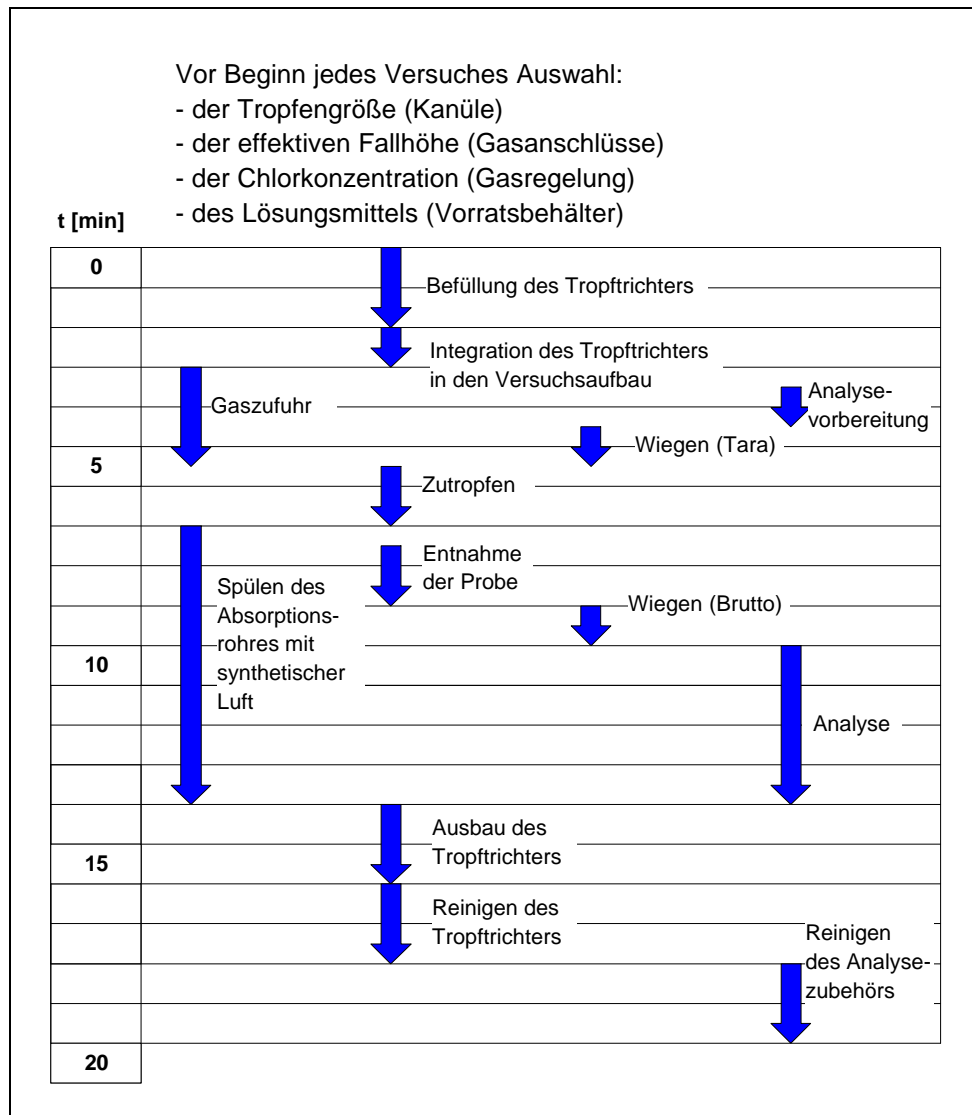 Vor Beginn jedes Versuches Auswahl:
- der Tropfengröße (Kanüle)
- der effektiven Fallhöhe (Gasanschlüsse)
- der Chlorkonzentration (Gasregelung)
- des Lösungsmittels (Vorratsbehälter)
t [min]
0
Befüllung des Tropftrichters
Integration des Tropftrichters
in den Versuchsaufbau
Gaszufuhr
Analyse-
vorbereitung
Wiegen (Tara)
5
Zutropfen
Entnahme
der Probe
Spülen des
Absorptions-
rohres mit
synthetischer
Luft
Wiegen (Brutto)
10
Analyse
Ausbau des
Tropftrichters
15
Reinigen des
Tropftrichters
Reinigen
des Analyse-
zubehörs
20